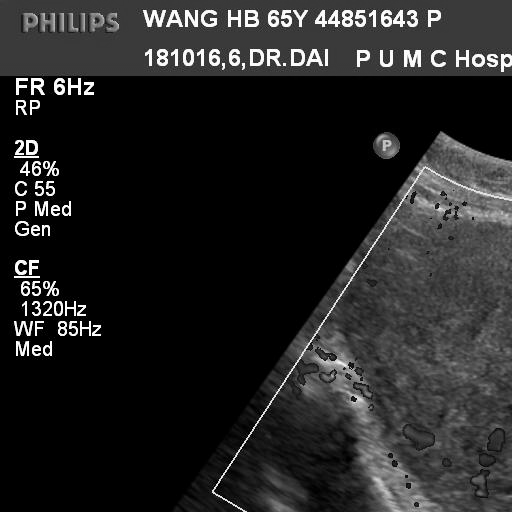 PHILIPS
WANG HB 65Y 44851643 P
181016,6,DR.DAI P U M C Hosp
FR 6Hz
RP
P
2D
46%
C 55
P Med
Gen
CF
65%
1320Hz
WF 85Hz
Med